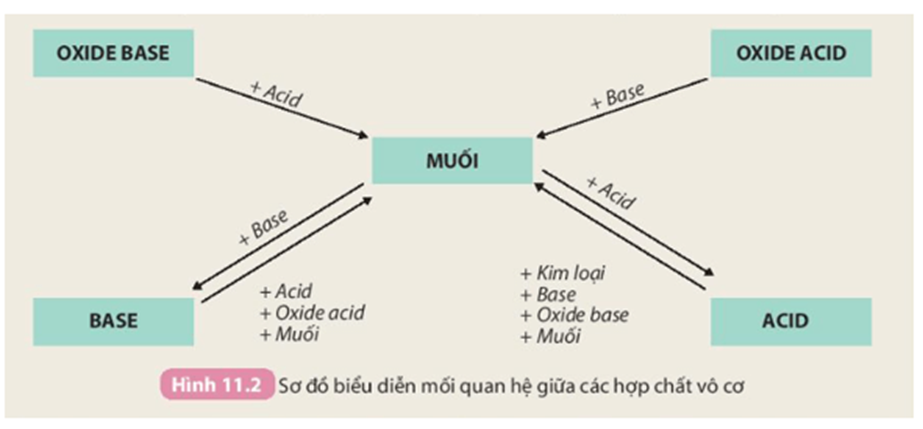 OXIDE BASE
OXIDE ACID
+ Acid
+ Base
MUỐI
+ Base
+ Acid
+ Acid
+ Oxide acid
+ Muối
+ Kim loại
+ Base
+ Oxide base
+ Muối
BASE
ACID
Hình 11.2 Sơ đồ biểu diễn mối quan hệ giữa các hợp chất vô cơ